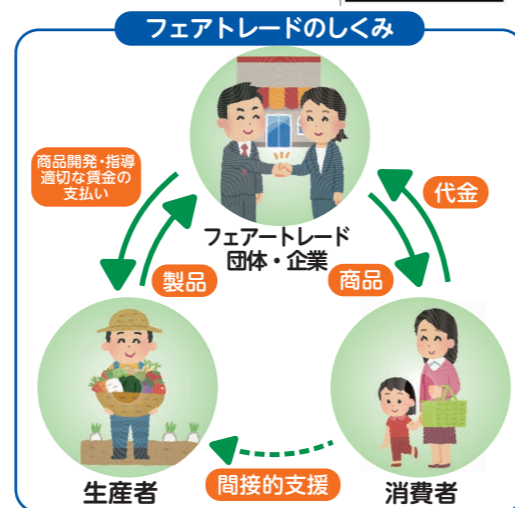 フェアトレードのしくみ
商品開発・指導
適切な賃金の
支払い
代金
フェアートレード
団体・企業
製品
商品
間接的支援
生産者
消費者